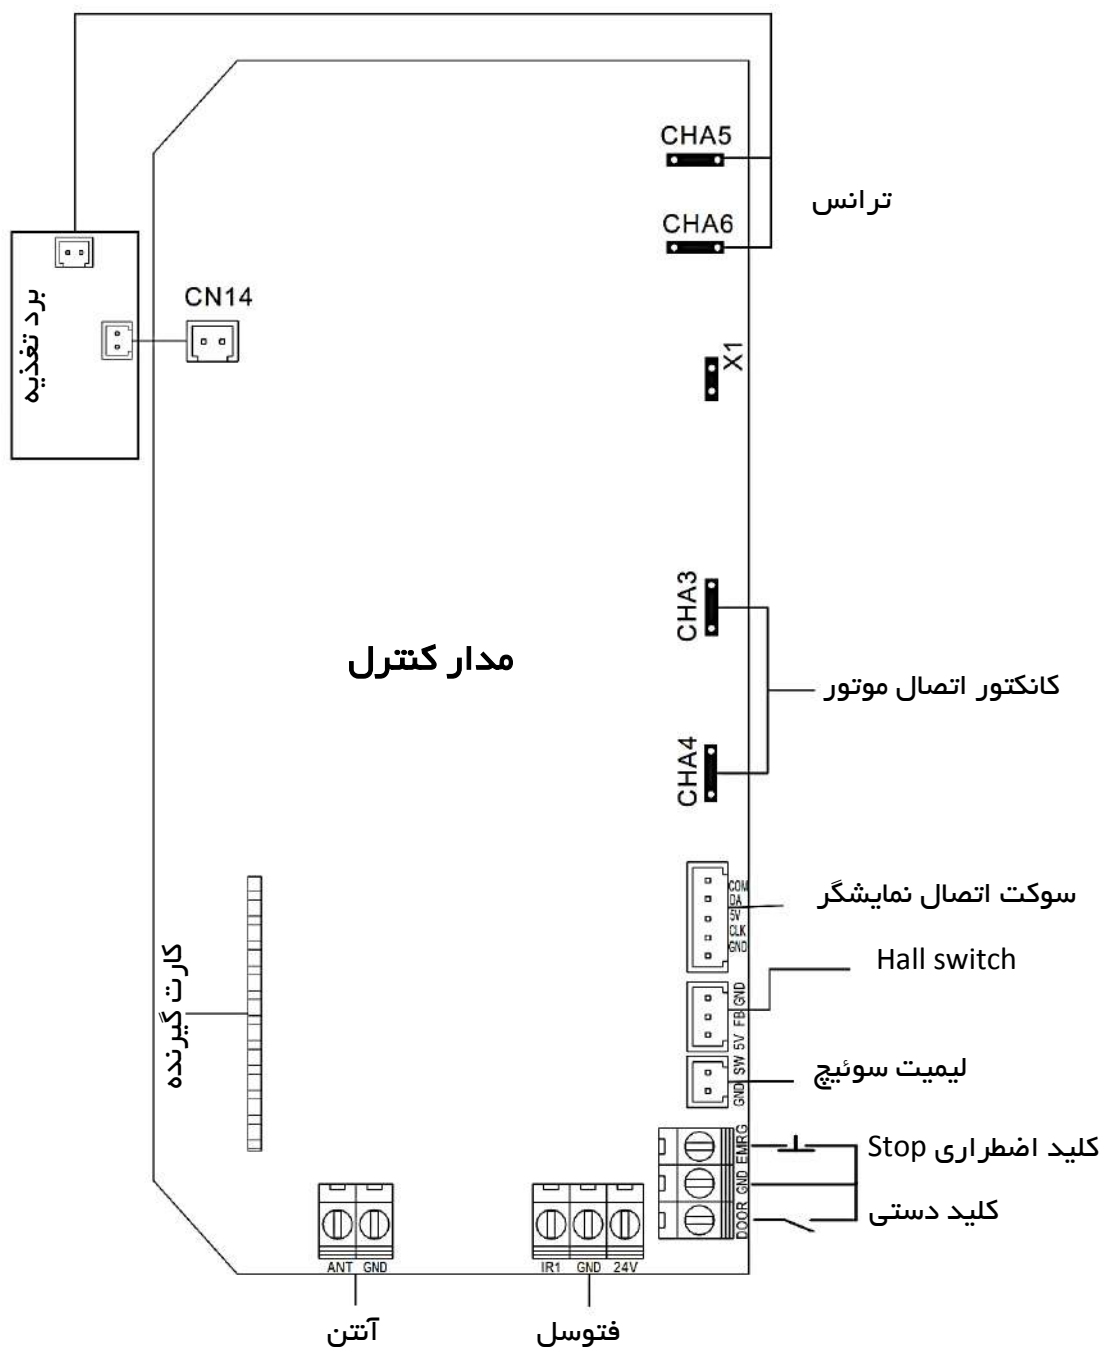 CHA5
ترانس
CHA6
برد تغذیه
CN14
X1
CHA3
مدار کنترل
کانکتور اتصال موتور
CHA4
COM
DA
5V
CLK
GND
سوکت اتصال نمایشگر
کارت گیرنده
Hall switch
5V FB GND
GND SW
لیمیت سوئیچ
DOOR GND EMRG
کلید اضطراری Stop
کلید دستی
ANT GND
IR1 GND 24V
آنتن
فتوسل